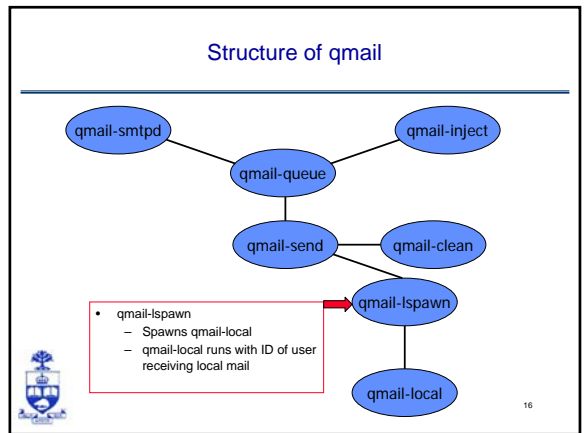 Structure of qmail
qmail-smtpd
qmail-inject
qmail-queue
qmail-send
qmail-clean
qmail-lspawn
• qmail-lspawn
– Spawns qmail-local
– qmail-local runs with ID of user
receiving local mail
qmail-local
16